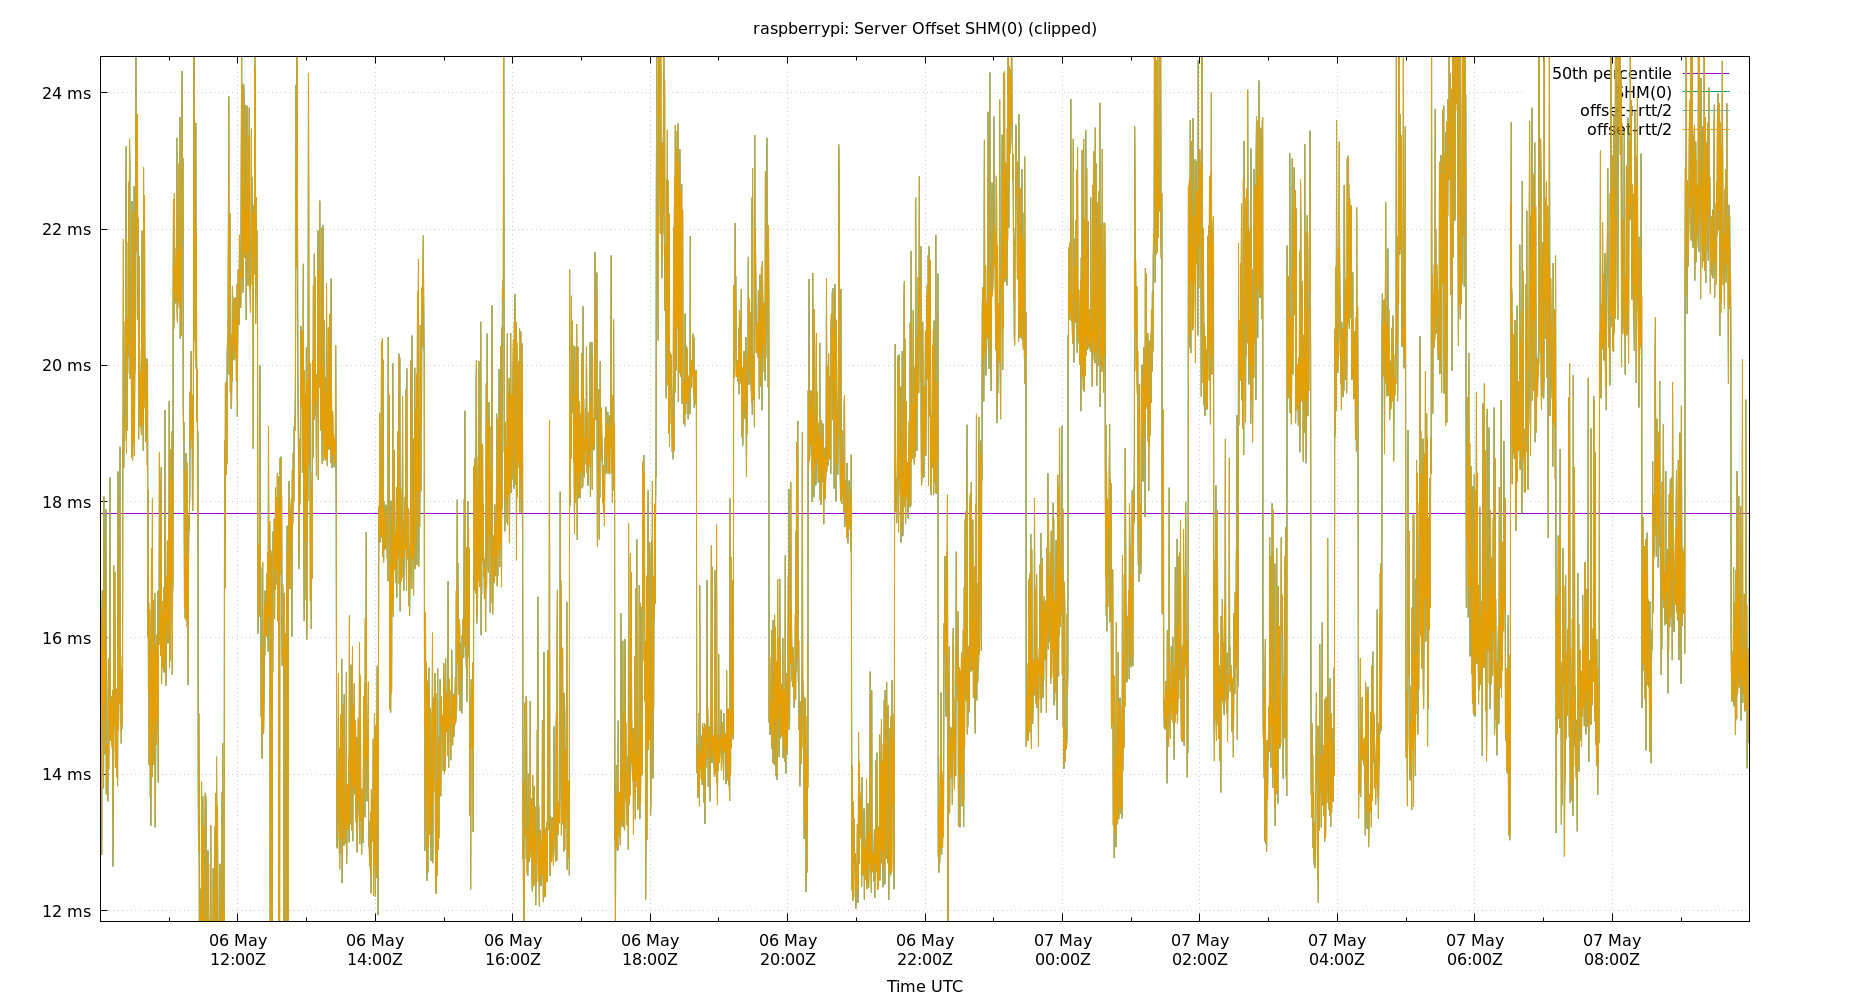 raspberrypi: Server Offset SHM(0) (clipped)
24 ms
22 ms
20 ms
18 ms
16 ms
14 ms
12 ms
50th percentile
SHM(0)
offset+rtt/2
offset-rtt/2
06 May 06 May 06 May 06 May 06 May 06 May 07 May 07 May 07 May 07 May 07 May
12:00Z 14:00Z 16:00Z 18:00Z 20:00Z 22:00Z 00:00Z 02:00Z 04:00Z 06:00Z 08:00Z
Time UTC